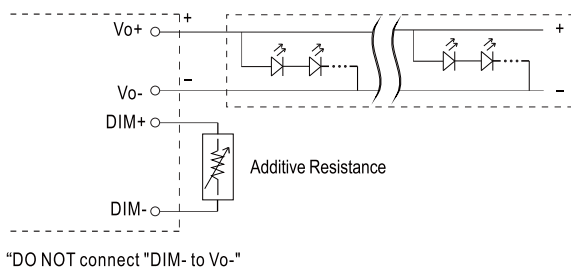 Vo+
+
+
Vo-
−
−
DIM+
Additive Resistance
DIM-
“DO NOT connect "DIM- to Vo-"